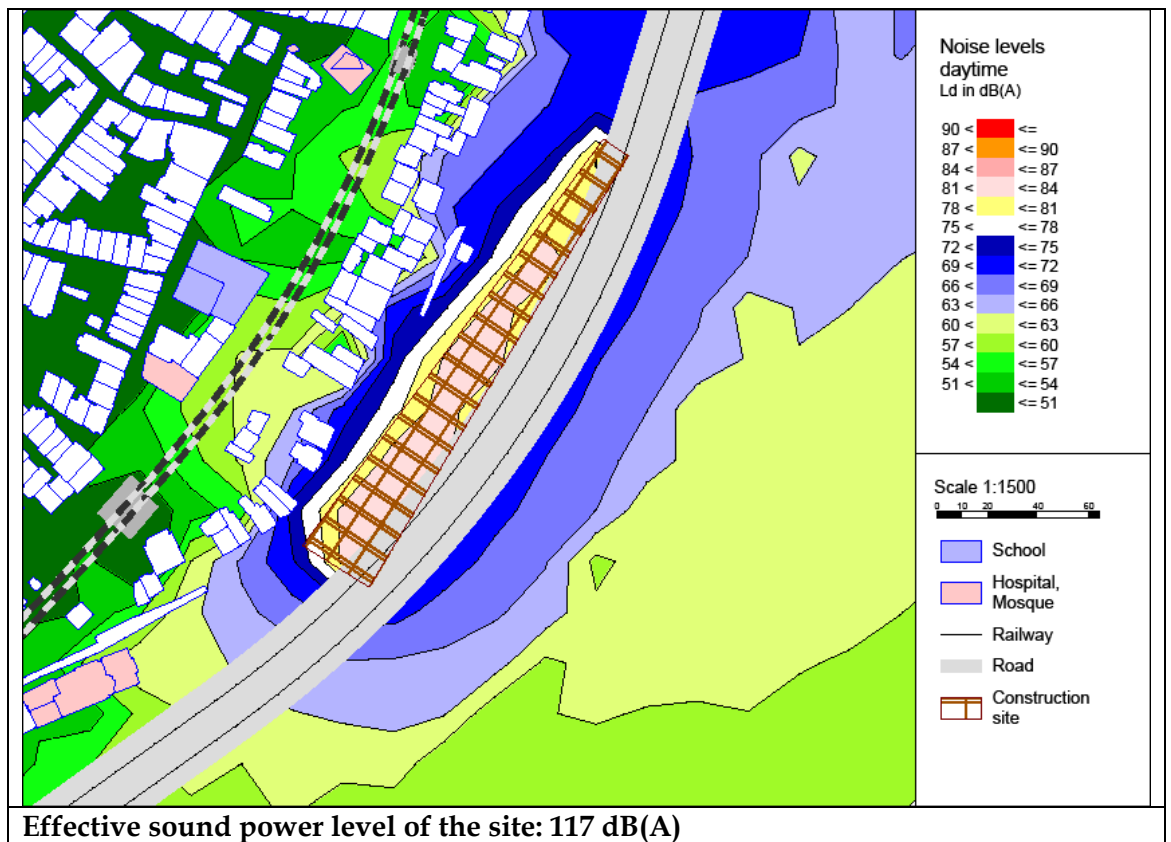 Noise levels
daytime
Ld in dB(A)
90 < <=
87 < <= 90
84 < <= 87
81 < <= 84
78 < <= 81
75 < <= 78
72 < <= 75
69 < <= 72
66 < <= 69
63 < <= 66
60 < <= 63
57 < <= 60
54 < <= 57
51 < <= 54
<= 51
Scale 1:1500
0 10 20 40 60
School
Hospital,
Mosque
Railway
Road
Construction
site
Effective sound power level of the site: 117 dB(A)